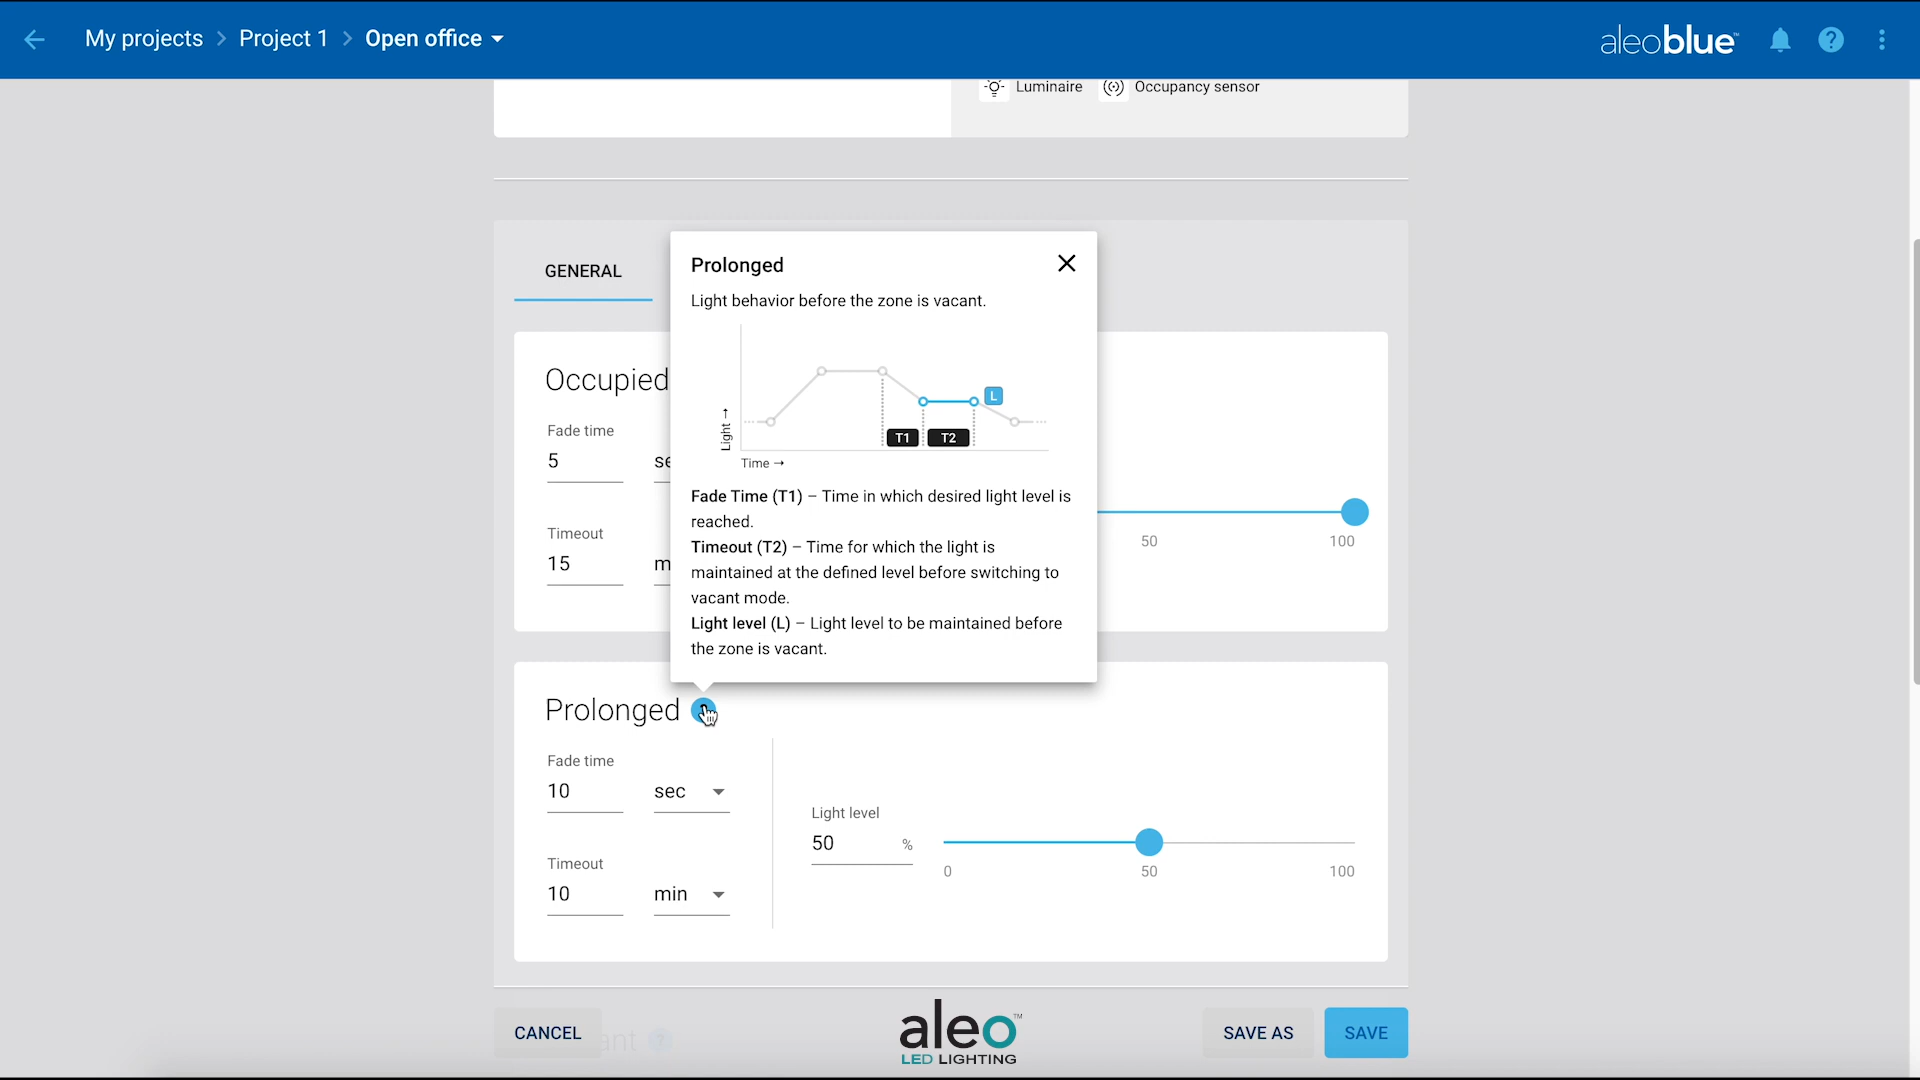 My projects > Project 1 > Open office
aleoblue™
Luminaire Occupancy sensor
GENERAL
Prolonged
Light behavior before the zone is vacant.
L
T1 T2
Light →
Time →
Fade Time (T1) – Time in which desired light level is
reached.
Timeout (T2) – Time for which the light is
maintained at the defined level before switching to
vacant mode.
Light level (L) – Light level to be maintained before
the zone is vacant.
Occupied
Fade time
5 se
Timeout
15 m
50 100
Prolonged
Fade time
10 sec
Timeout
10 min
Light level
50 %
0 50 100
CANCEL
ant ?
aleo™
LED LIGHTING
SAVE AS
SAVE